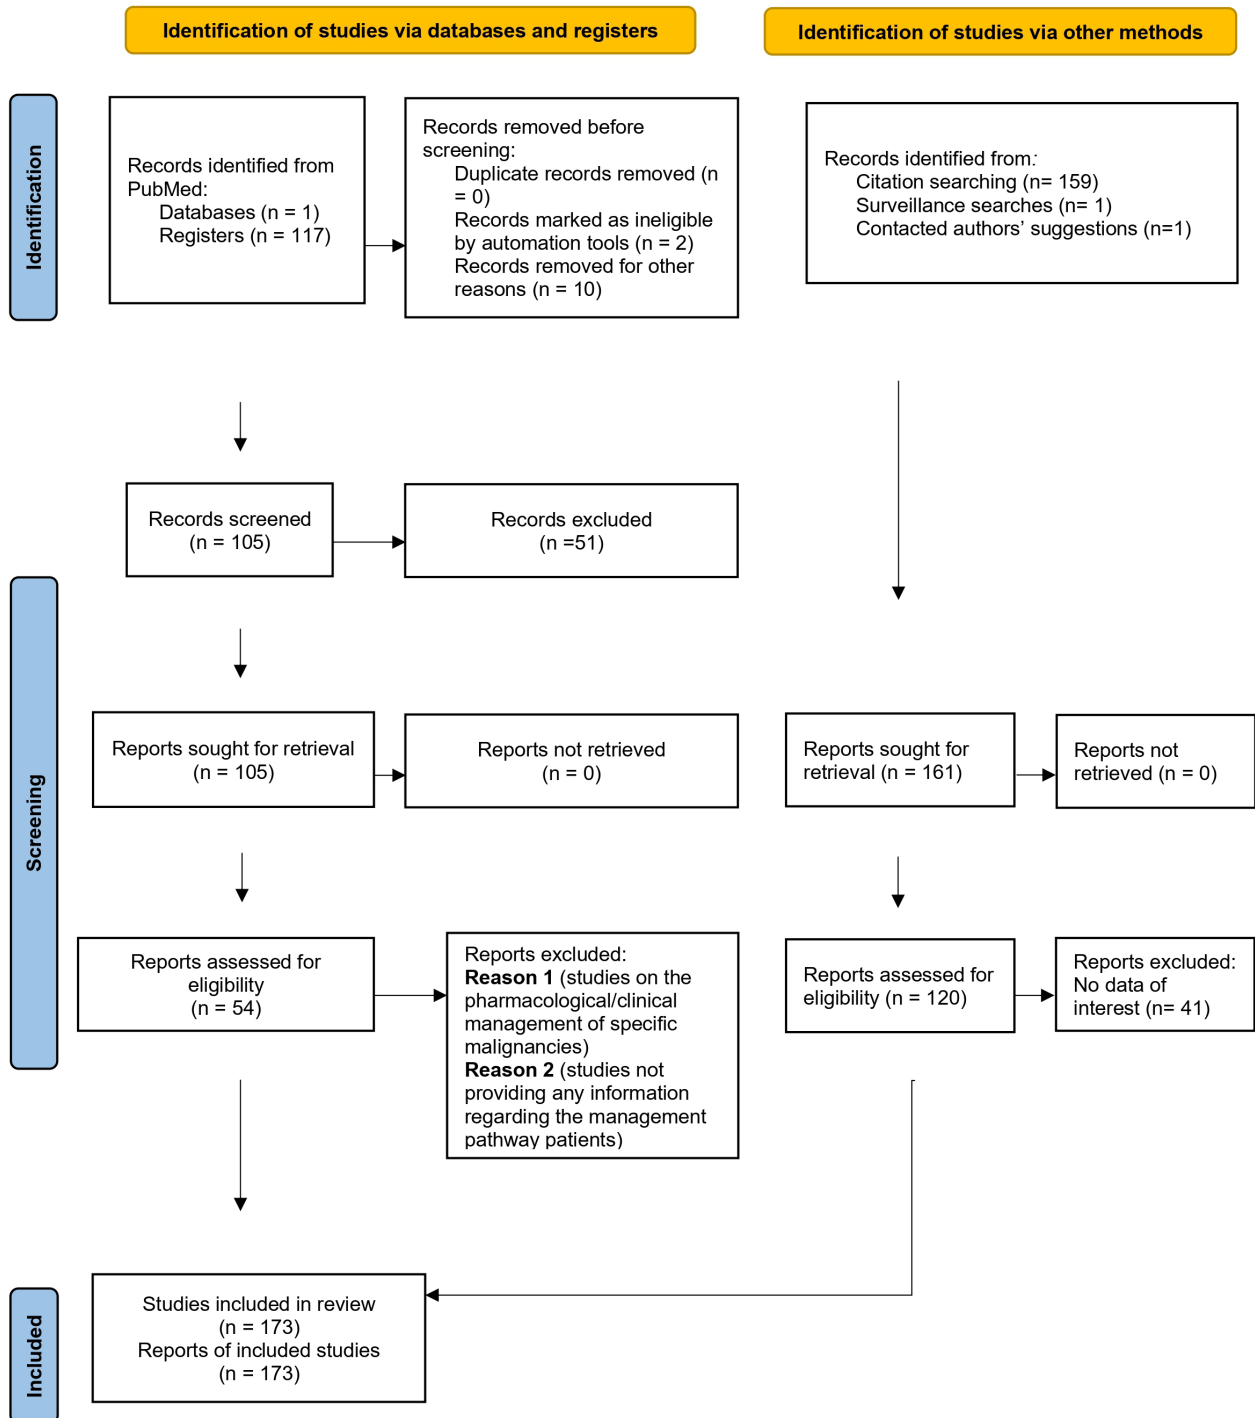 Identification of studies via databases and registers
Identification of studies via other methods
Identification
Records identified from
PubMed:
Databases (n = 1)
Registers (n = 117)
Records removed before
screening:
Duplicate records removed (n
= 0)
Records marked as ineligible
by automation tools (n = 2)
Records removed for other
reasons (n = 10)
Records identified from:
Citation searching (n= 159)
Surveillance searches (n= 1)
Contacted authors’ suggestions (n=1)
Screening
Records screened
(n = 105)
Records excluded
(n =51)
Reports sought for retrieval
(n = 105)
Reports not retrieved
(n = 0)
Reports sought for
retrieval (n = 161)
Reports not
retrieved (n = 0)
Reports assessed for
eligibility
(n = 54)
Reports excluded:
Reason 1 (studies on the
pharmacological/clinical
management of specific
malignancies)
Reason 2 (studies not
providing any information
regarding the management
pathway patients)
Reports assessed for
eligibility (n = 120)
Reports excluded:
No data of
interest (n= 41)
Included
Studies included in review
(n = 173)
Reports of included studies
(n = 173)